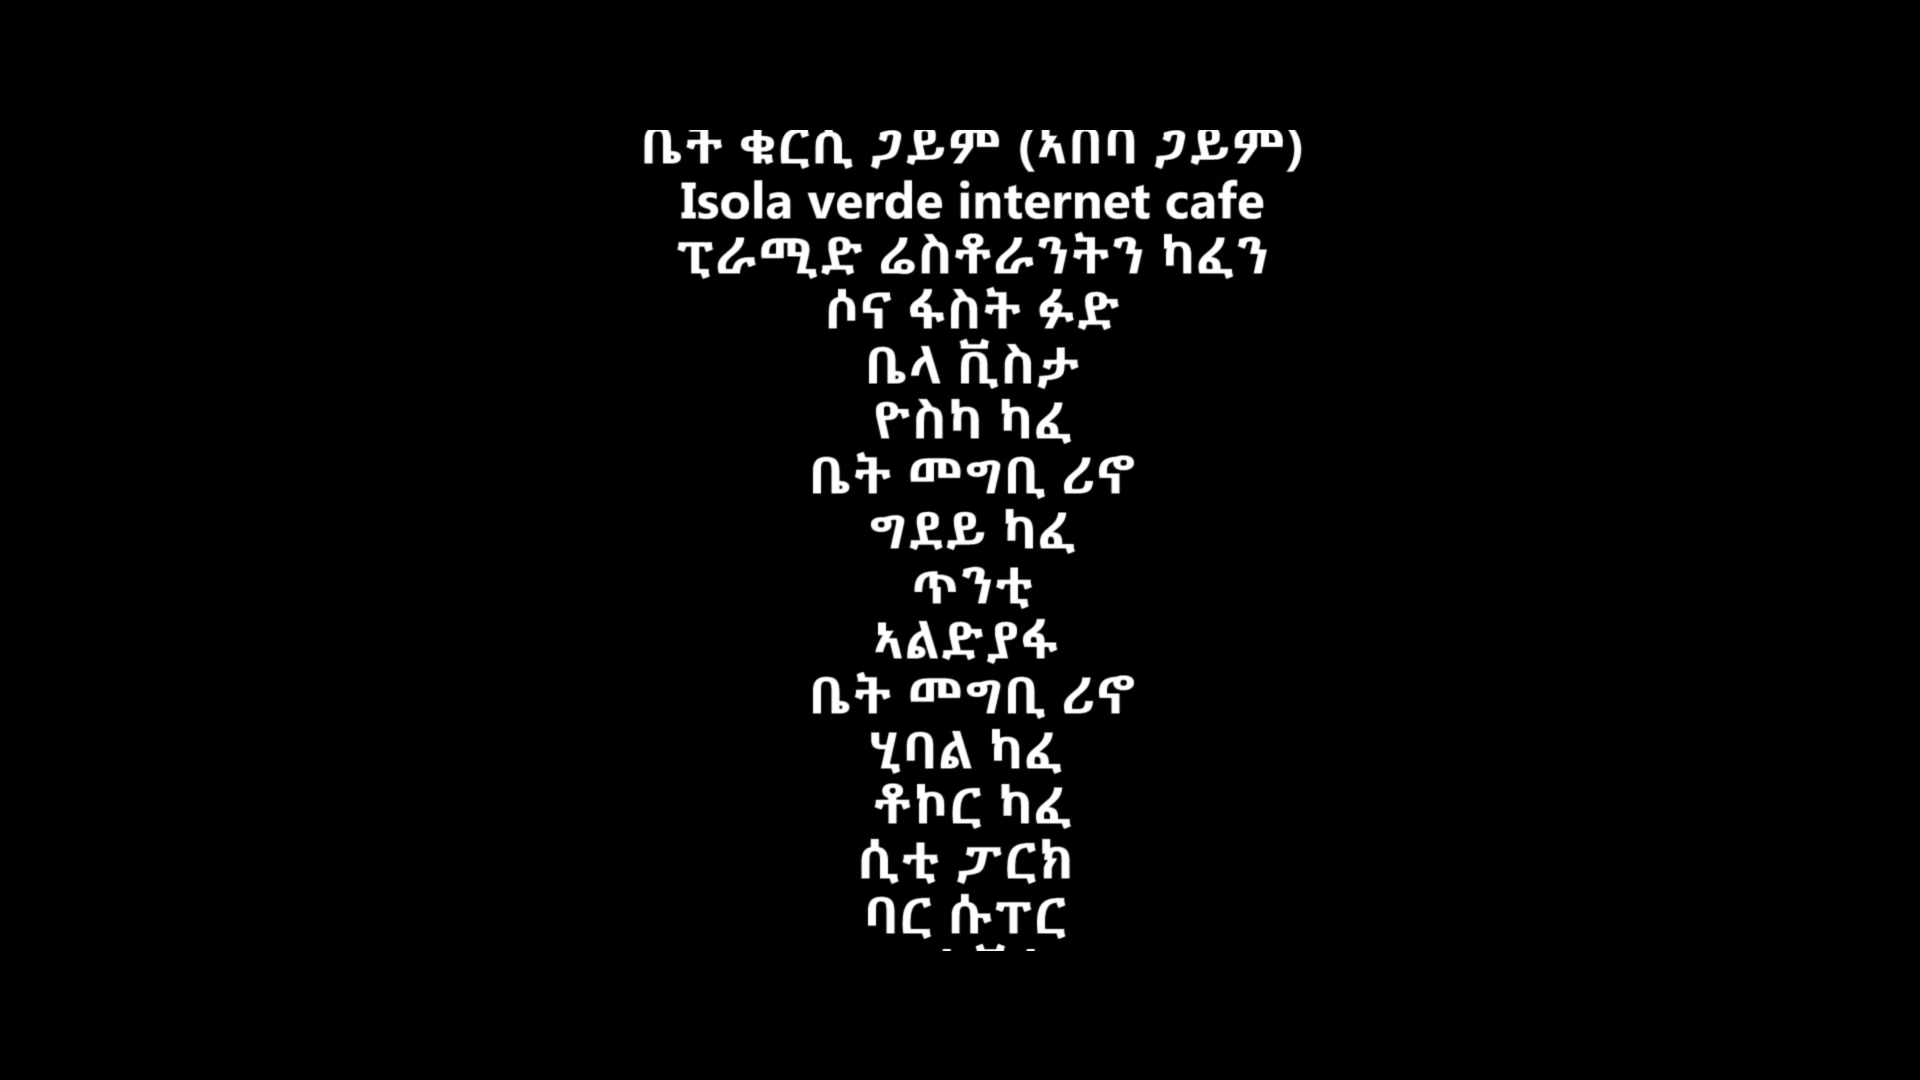 ቤት ቁርሲ ጋይም (ኣበባ ጋይም)
Isola verde internet cafe
ፒራሚድ ሬስቶራንትን ካፈን
ሶና ፋስት ፉድ
ቤላ ቪስታ
ዮስካ ካፈ
ቤት መግቢ ሪኖ
ግደይ ካፈ
ጥንቲ
ኣልድያፋ
ቤት መግቢ ሪኖ
ሂባል ካፈ
ቶኮር ካፈ
ሲቲ ፓርክ
ባር ሱፐር